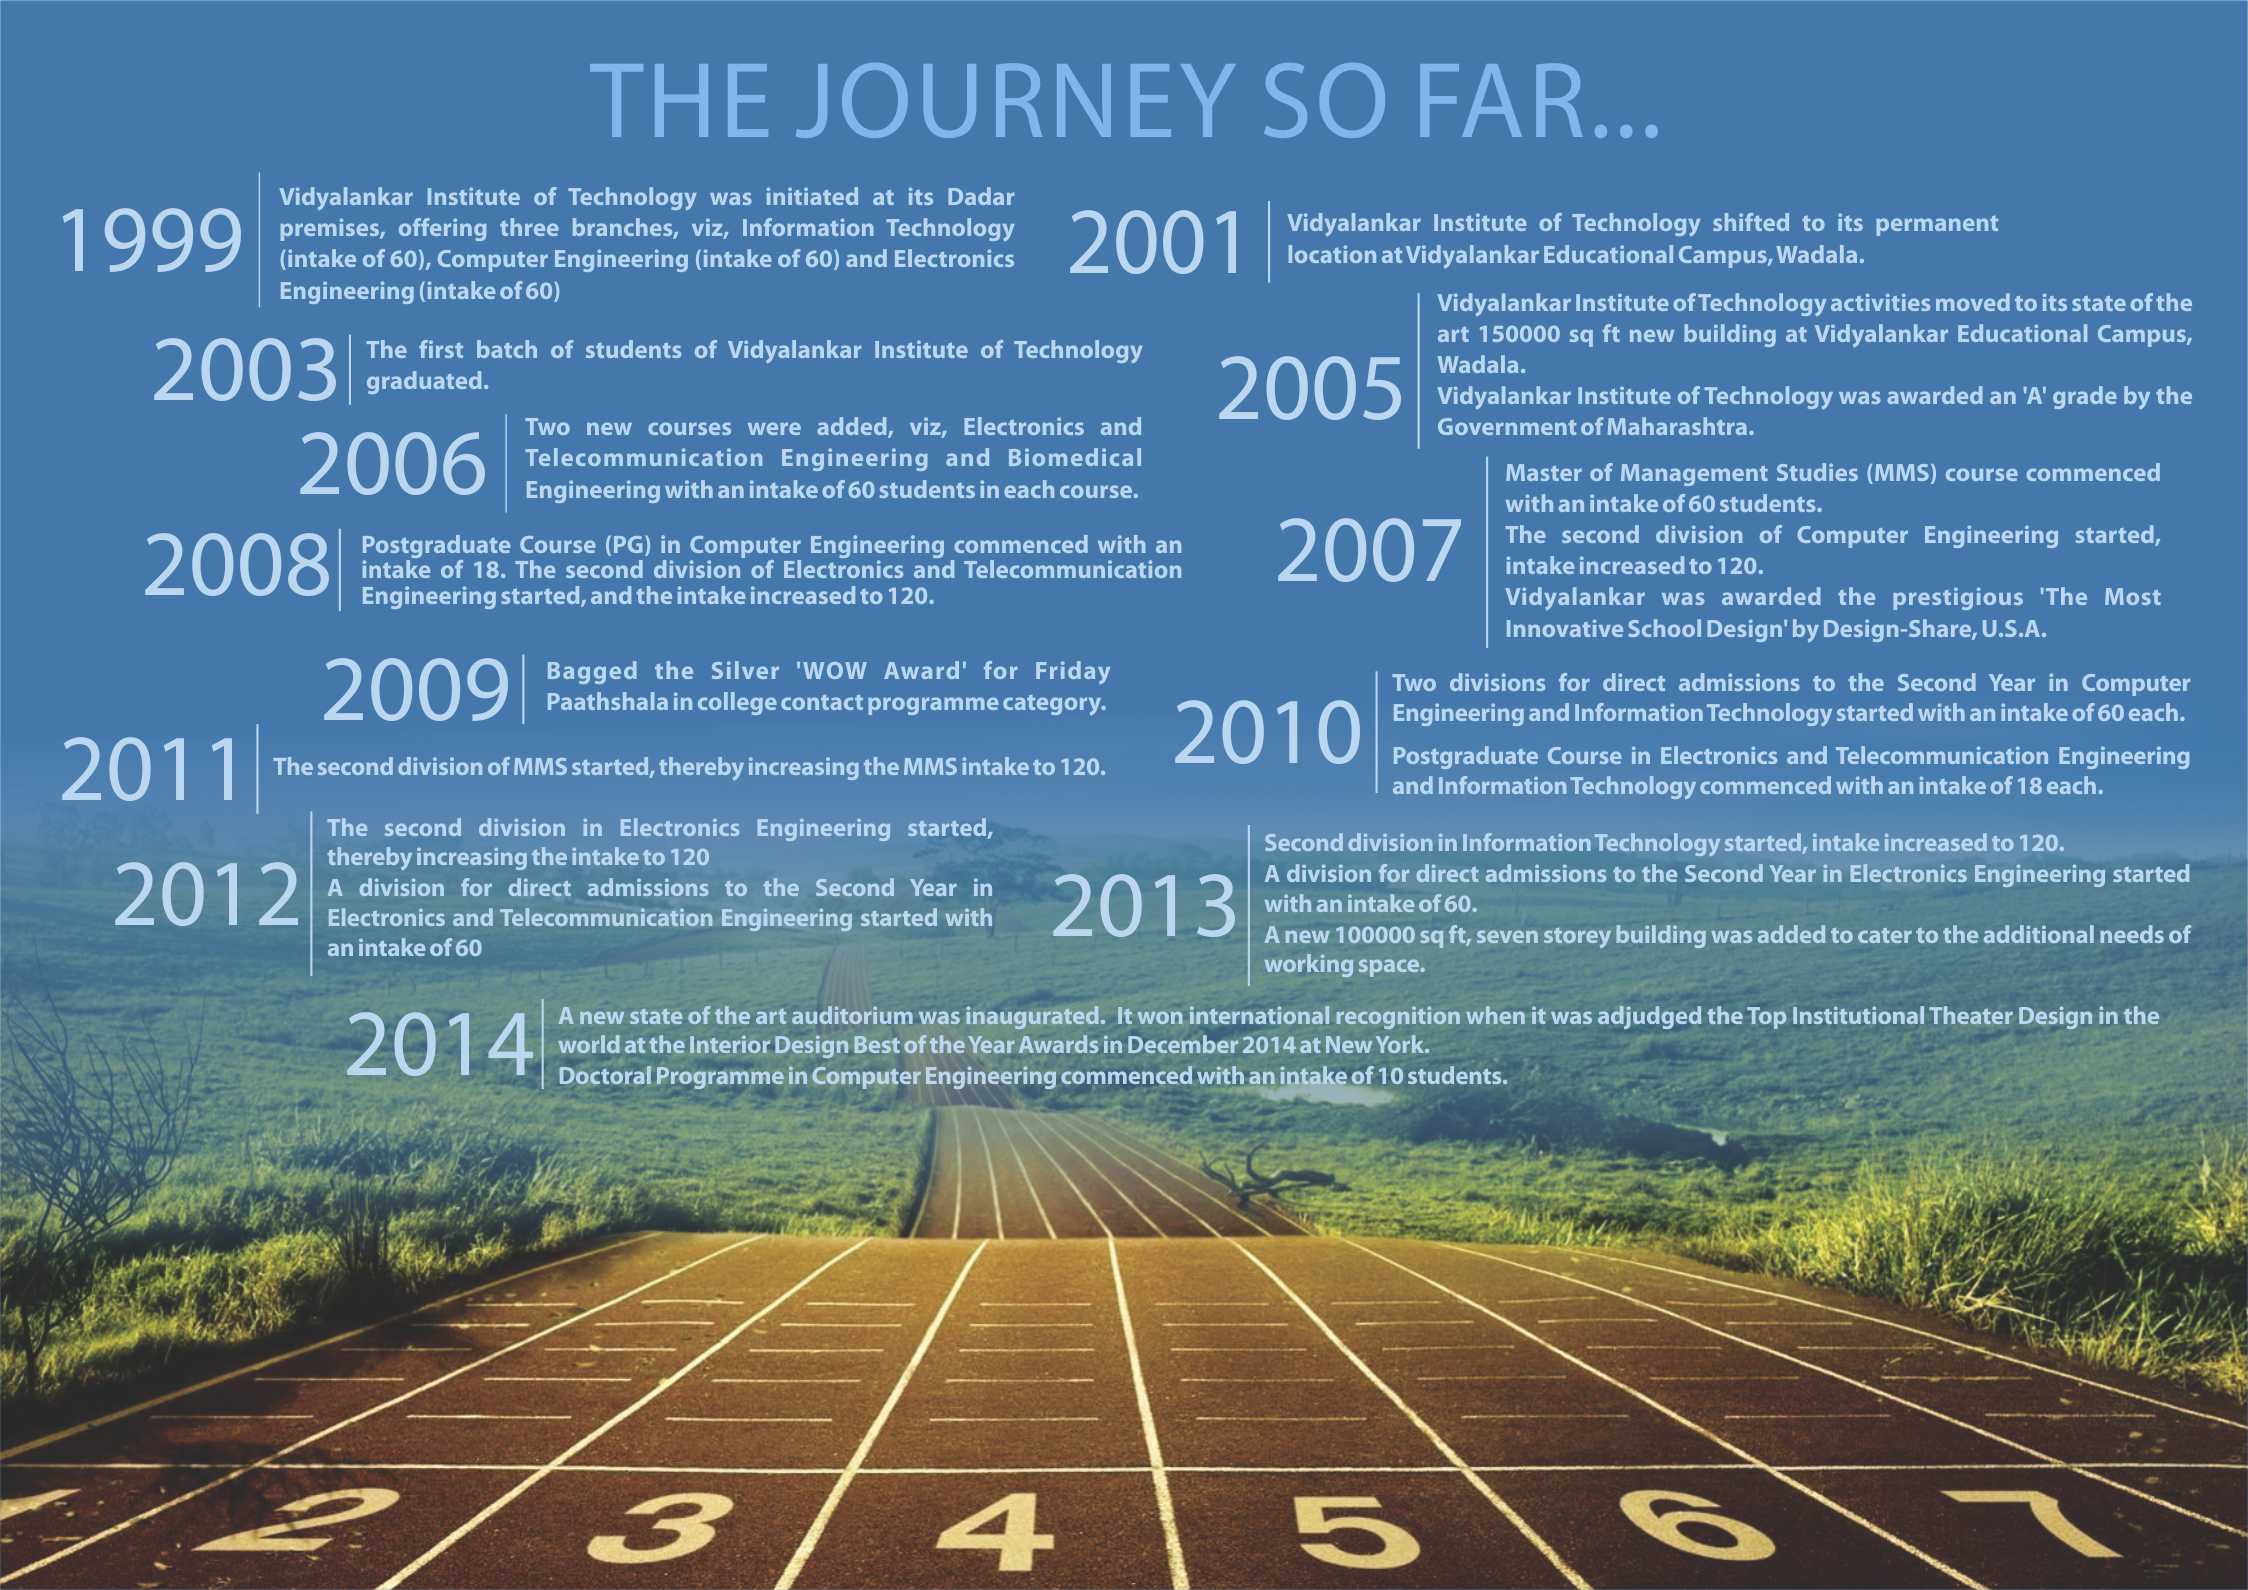 THE JOURNEY SO FAR...
1999
Vidyalankar Institute of Technology was initiated at its Dadar
premises, offering three branches, viz, Information Technology
(intake of 60), Computer Engineering (intake of 60) and Electronics
Engineering (intake of 60)
2001
Vidyalankar Institute of Technology shifted to its permanent
location at Vidyalankar Educational Campus, Wadala.
2003
The first batch of students of Vidyalankar Institute of Technology
graduated.
2005
Vidyalankar Institute of Technology activities moved to its state of the
art 150000 sq ft new building at Vidyalankar Educational Campus,
Wadala.
Vidyalankar Institute of Technology was awarded an 'A' grade by the
Government of Maharashtra.
2006
Two new courses were added, viz, Electronics and
Telecommunication Engineering and Biomedical
Engineering with an intake of 60 students in each course.
2007
Master of Management Studies (MMS) course commenced
with an intake of 60 students.
The second division of Computer Engineering started,
intake increased to 120.
Vidyalankar was awarded the prestigious 'The Most
Innovative School Design' by Design-Share, U.S.A.
2008
Postgraduate Course (PG) in Computer Engineering commenced with an
intake of 18. The second division of Electronics and Telecommunication
Engineering started, and the intake increased to 120.
2009
Bagged the Silver 'WOW Award' for Friday
Paathshala in college contact programme category.
2010
Two divisions for direct admissions to the Second Year in Computer
Engineering and Information Technology started with an intake of 60 each.
Postgraduate Course in Electronics and Telecommunication Engineering
and Information Technology commenced with an intake of 18 each.
2011
The second division of MMS started, thereby increasing the MMS intake to 120.
2012
The second division in Electronics Engineering started,
thereby increasing the intake to 120
A division for direct admissions to the Second Year in
Electronics and Telecommunication Engineering started with
an intake of 60
2013
Second division in Information Technology started, intake increased to 120.
A division for direct admissions to the Second Year in Electronics Engineering started
with an intake of 60.
A new 100000 sq ft, seven storey building was added to cater to the additional needs of
working space.
2014
A new state of the art auditorium was inaugurated. It won international recognition when it was adjudged the Top Institutional Theater Design in the
world at the Interior Design Best of the Year Awards in December 2014 at New York.
Doctoral Programme in Computer Engineering commenced with an intake of 10 students.
1 2 3 4 5 6 7